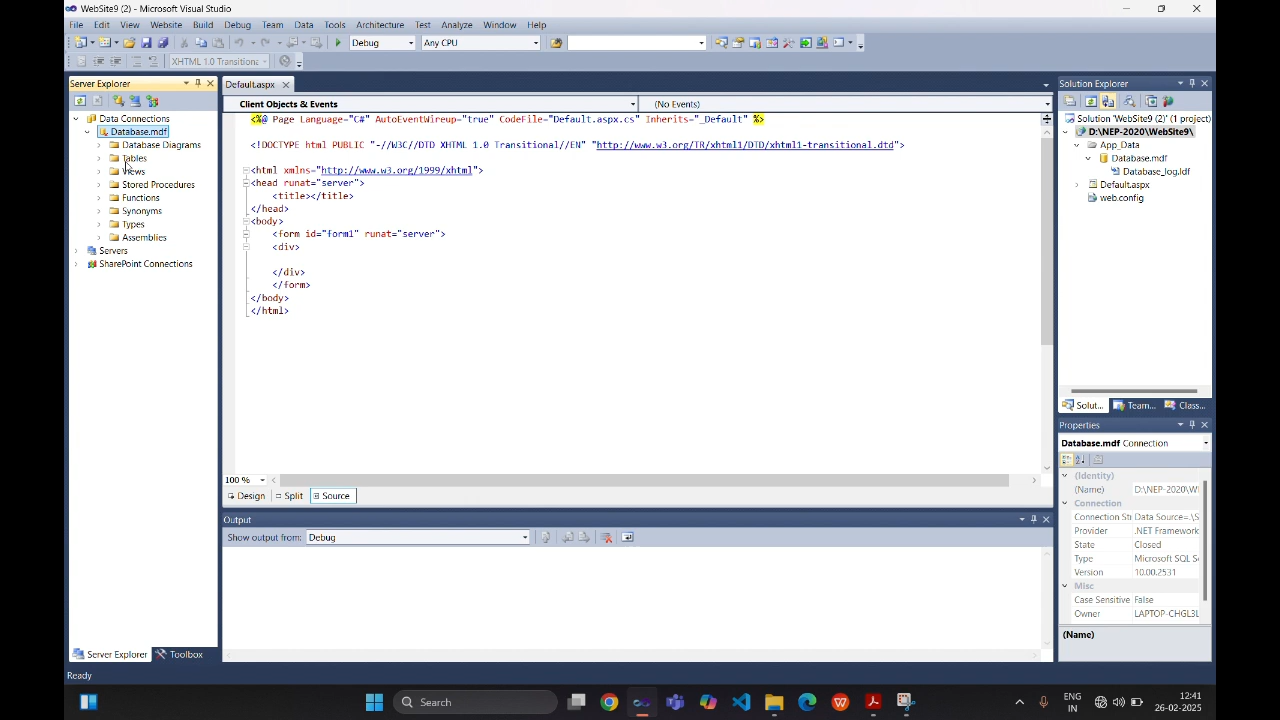 WebSite9 (2) - Microsoft Visual Studio
File Edit View Website Build Debug Team Data Tools Architecture Test Analyze Window Help
Debug Any CPU
XHTML 1.0 Transitiona
Server Explorer
Data Connections
Database.mdf
Database Diagrams
Tables
Views
Stored Procedures
Functions
Synonyms
Types
Assemblies
Servers
SharePoint Connections
Server Explorer Toolbox
Default.aspx
Client Objects & Events (No Events)
<%@ Page Language="C#" AutoEventWireup="true" CodeFile="Default.aspx.cs" Inherits="_Default" %>
<!DOCTYPE html PUBLIC "-//W3C//DTD XHTML 1.0 Transitional//EN" "http://www.w3.org/TR/xhtml1/DTD/xhtml1-transitional.dtd">
<html xmlns="http://www.w3.org/1999/xhtml">
<head runat="server">
<title></title>
</head>
<body>
<form id="form1" runat="server">
<div>
</div>
</form>
</body>
</html>
100 %
Design Split Source
Output
Show output from: Debug
Solution Explorer
Solution 'WebSite9 (2)' (1 project)
D:\NEP-2020\WebSite9\
App_Data
Database.mdf
Database_log.ldf
Default.aspx
web.config
Solut... Team... Class...
Properties
Database.mdf Connection
(Identity)
(Name) D:\NEP-2020\W
Connection
Connection Stri Data Source=.\S
Provider .NET Framework
State Closed
Type Microsoft SQL Se
Version 10.00.2531
Misc
Case Sensitive False
Owner LAPTOP-CHGL3L
(Name)
Ready
Search
ENG
IN
12:41
26-02-2025